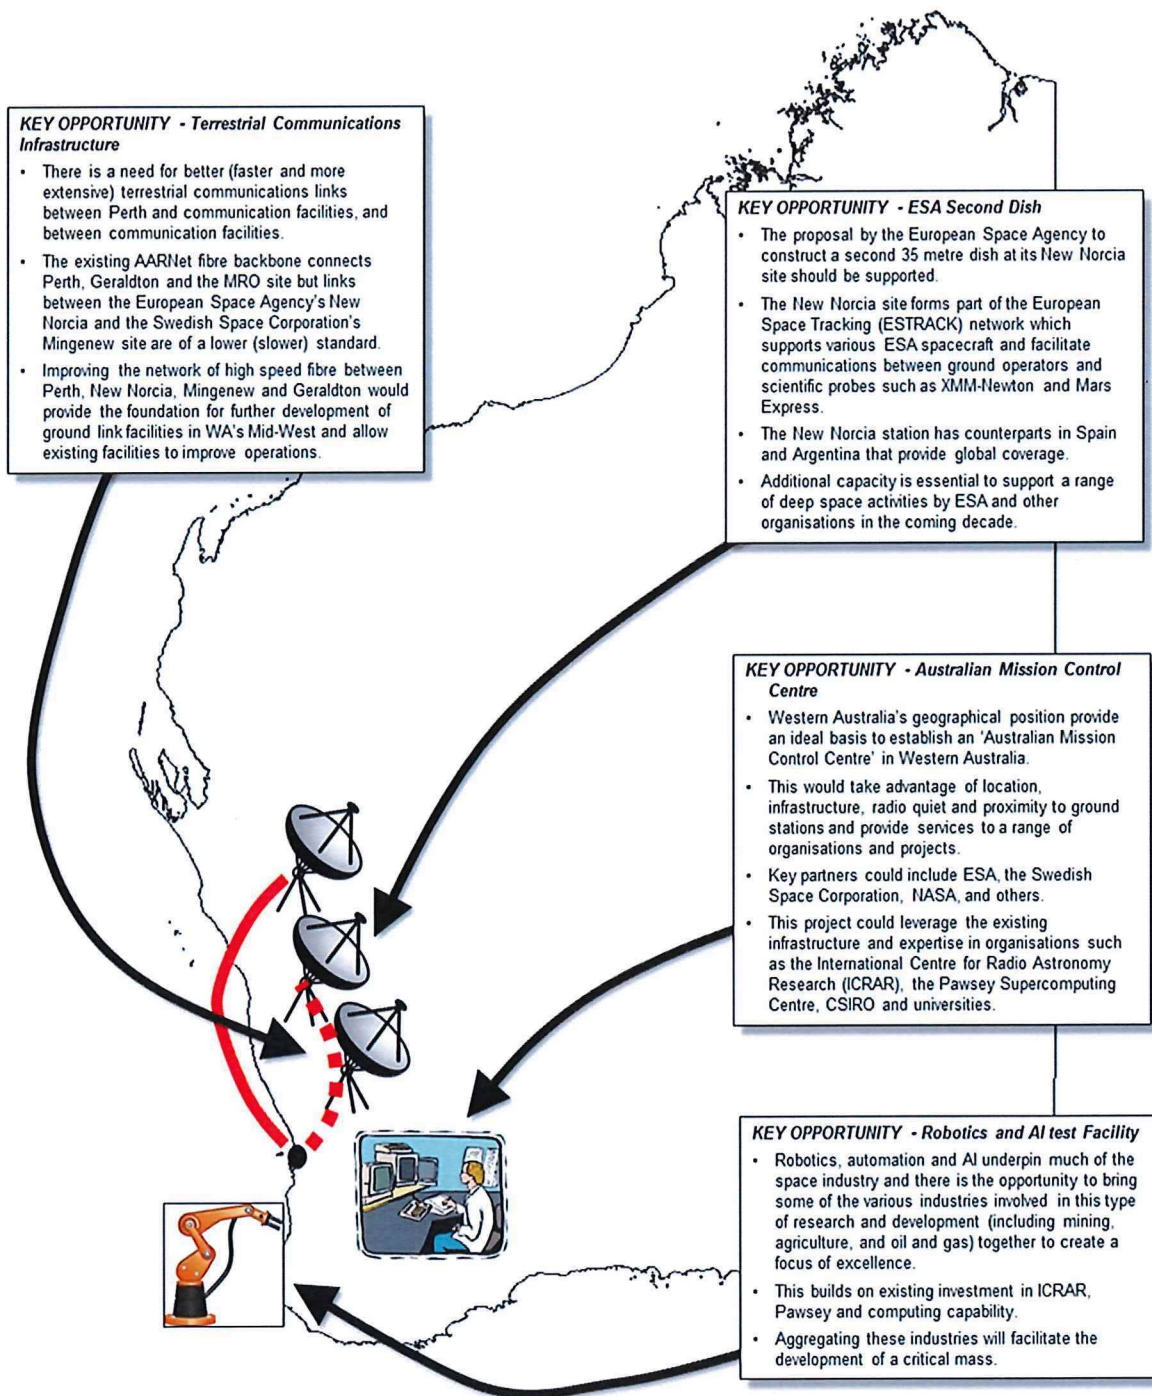 KEY OPPORTUNITY - Terrestrial Communications
Infrastructure
• There is a need for better (faster and more
extensive) terrestrial communications links
between Perth and communication facilities, and
between communication facilities.
• The existing AARNet fibre backbone connects
Perth, Geraldton and the MRO site but links
between the European Space Agency's New
Norcia and the Swedish Space Corporation's
Mingenew site are of a lower (slower) standard.
• Improving the network of high speed fibre between
Perth, New Norcia, Mingenew and Geraldton would
provide the foundation for further development of
ground link facilities in WA's Mid-West and allow
existing facilities to improve operations.
KEY OPPORTUNITY - ESA Second Dish
• The proposal by the European Space Agency to
construct a second 35 metre dish at its New Norcia
site should be supported.
• The New Norcia site forms part of the European
Space Tracking (ESTRACK) network which
supports various ESA spacecraft and facilitate
communications between ground operators and
scientific probes such as XMM-Newton and Mars
Express.
• The New Norcia station has counterparts in Spain
and Argentina that provide global coverage.
• Additional capacity is essential to support a range
of deep space activities by ESA and other
organisations in the coming decade.
KEY OPPORTUNITY - Australian Mission Control
Centre
• Western Australia's geographical position provide
an ideal basis to establish an 'Australian Mission
Control Centre' in Western Australia.
• This would take advantage of location,
infrastructure, radio quiet and proximity to ground
stations and provide services to a range of
organisations and projects.
• Key partners could include ESA, the Swedish
Space Corporation, NASA, and others.
• This project could leverage the existing
infrastructure and expertise in organisations such
as the International Centre for Radio Astronomy
Research (ICRAR), the Pawsey Supercomputing
Centre, CSIRO and universities.
KEY OPPORTUNITY - Robotics and AI test Facility
• Robotics, automation and AI underpin much of the
space industry and there is the opportunity to bring
some of the various industries involved in this type
of research and development (including mining,
agriculture, and oil and gas) together to create a
focus of excellence.
• This builds on existing investment in ICRAR,
Pawsey and computing capability.
• Aggregating these industries will facilitate the
development of a critical mass.